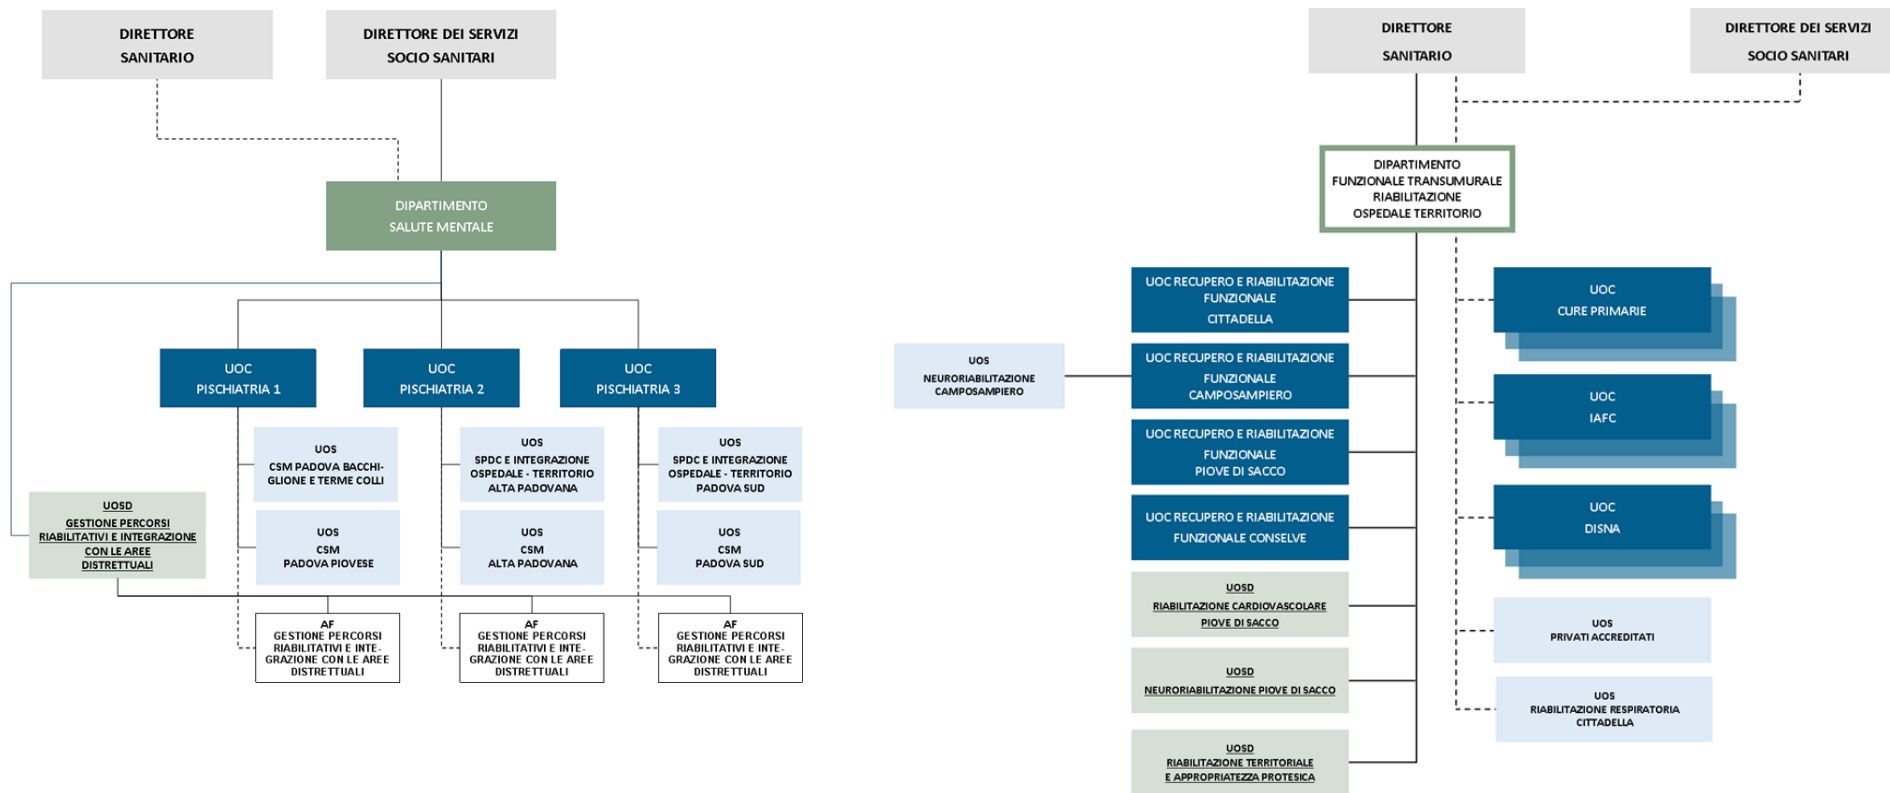 DIRETTORE
SANITARIO
DIRETTORE DEI SERVIZI
SOCIO SANITARI
DIPARTIMENTO
SALUTE MENTALE
UOC
PISCHIATRIA 1
UOC
PISCHIATRIA 2
UOC
PISCHIATRIA 3
UOS
CSM PADOVA BACCHI-
GLIONE E TERME COLLI
UOS
SPDC E INTEGRAZIONE
OSPEDALE - TERRITORIO
ALTA PADOVANA
UOS
SPDC E INTEGRAZIONE
OSPEDALE - TERRITORIO
PADOVA SUD
UOSD
GESTIONE PERCORSI
RIABILITATIVI E INTEGRAZIONE
CON LE AREE
DISTRETTUALI
UOS
CSM
PADOVA PIOVESE
UOS
CSM
ALTA PADOVANA
UOS
CSM
PADOVA SUD
AF
GESTIONE PERCORSI
RIABILITATIVI E INTE-
GRAZIONE CON LE AREE
DISTRETTUALI
AF
GESTIONE PERCORSI
RIABILITATIVI E INTE-
GRAZIONE CON LE AREE
DISTRETTUALI
AF
GESTIONE PERCORSI
RIABILITATIVI E INTE-
GRAZIONE CON LE AREE
DISTRETTUALI
DIRETTORE
SANITARIO
DIRETTORE DEI SERVIZI
SOCIO SANITARI
DIPARTIMENTO
FUNZIONALE TRANSUMURALE
RIABILITAZIONE
OSPEDALE TERRITORIO
UOC RECUPERO E RIABILITAZIONE
FUNZIONALE
CITTADELLA
UOS
NEURORIABILITAZIONE
CAMPOSAMPIERO
UOC RECUPERO E RIABILITAZIONE
FUNZIONALE
CAMPOSAMPIERO
UOC RECUPERO E RIABILITAZIONE
FUNZIONALE
PIOVE DI SACCO
UOC RECUPERO E RIABILITAZIONE
FUNZIONALE CONSELVE
UOSD
RIABILITAZIONE CARDIOVASCOLARE
PIOVE DI SACCO
UOSD
NEURORIABILITAZIONE PIOVE DI SACCO
UOSD
RIABILITAZIONE TERRITORIALE
E APPROPRIATEZZA PROTESICA
UOC
CURE PRIMARIE
UOC
IAFC
UOC
DISNA
UOS
PRIVATI ACCREDITATI
UOS
RIABILITAZIONE RESPIRATORIA
CITTADELLA